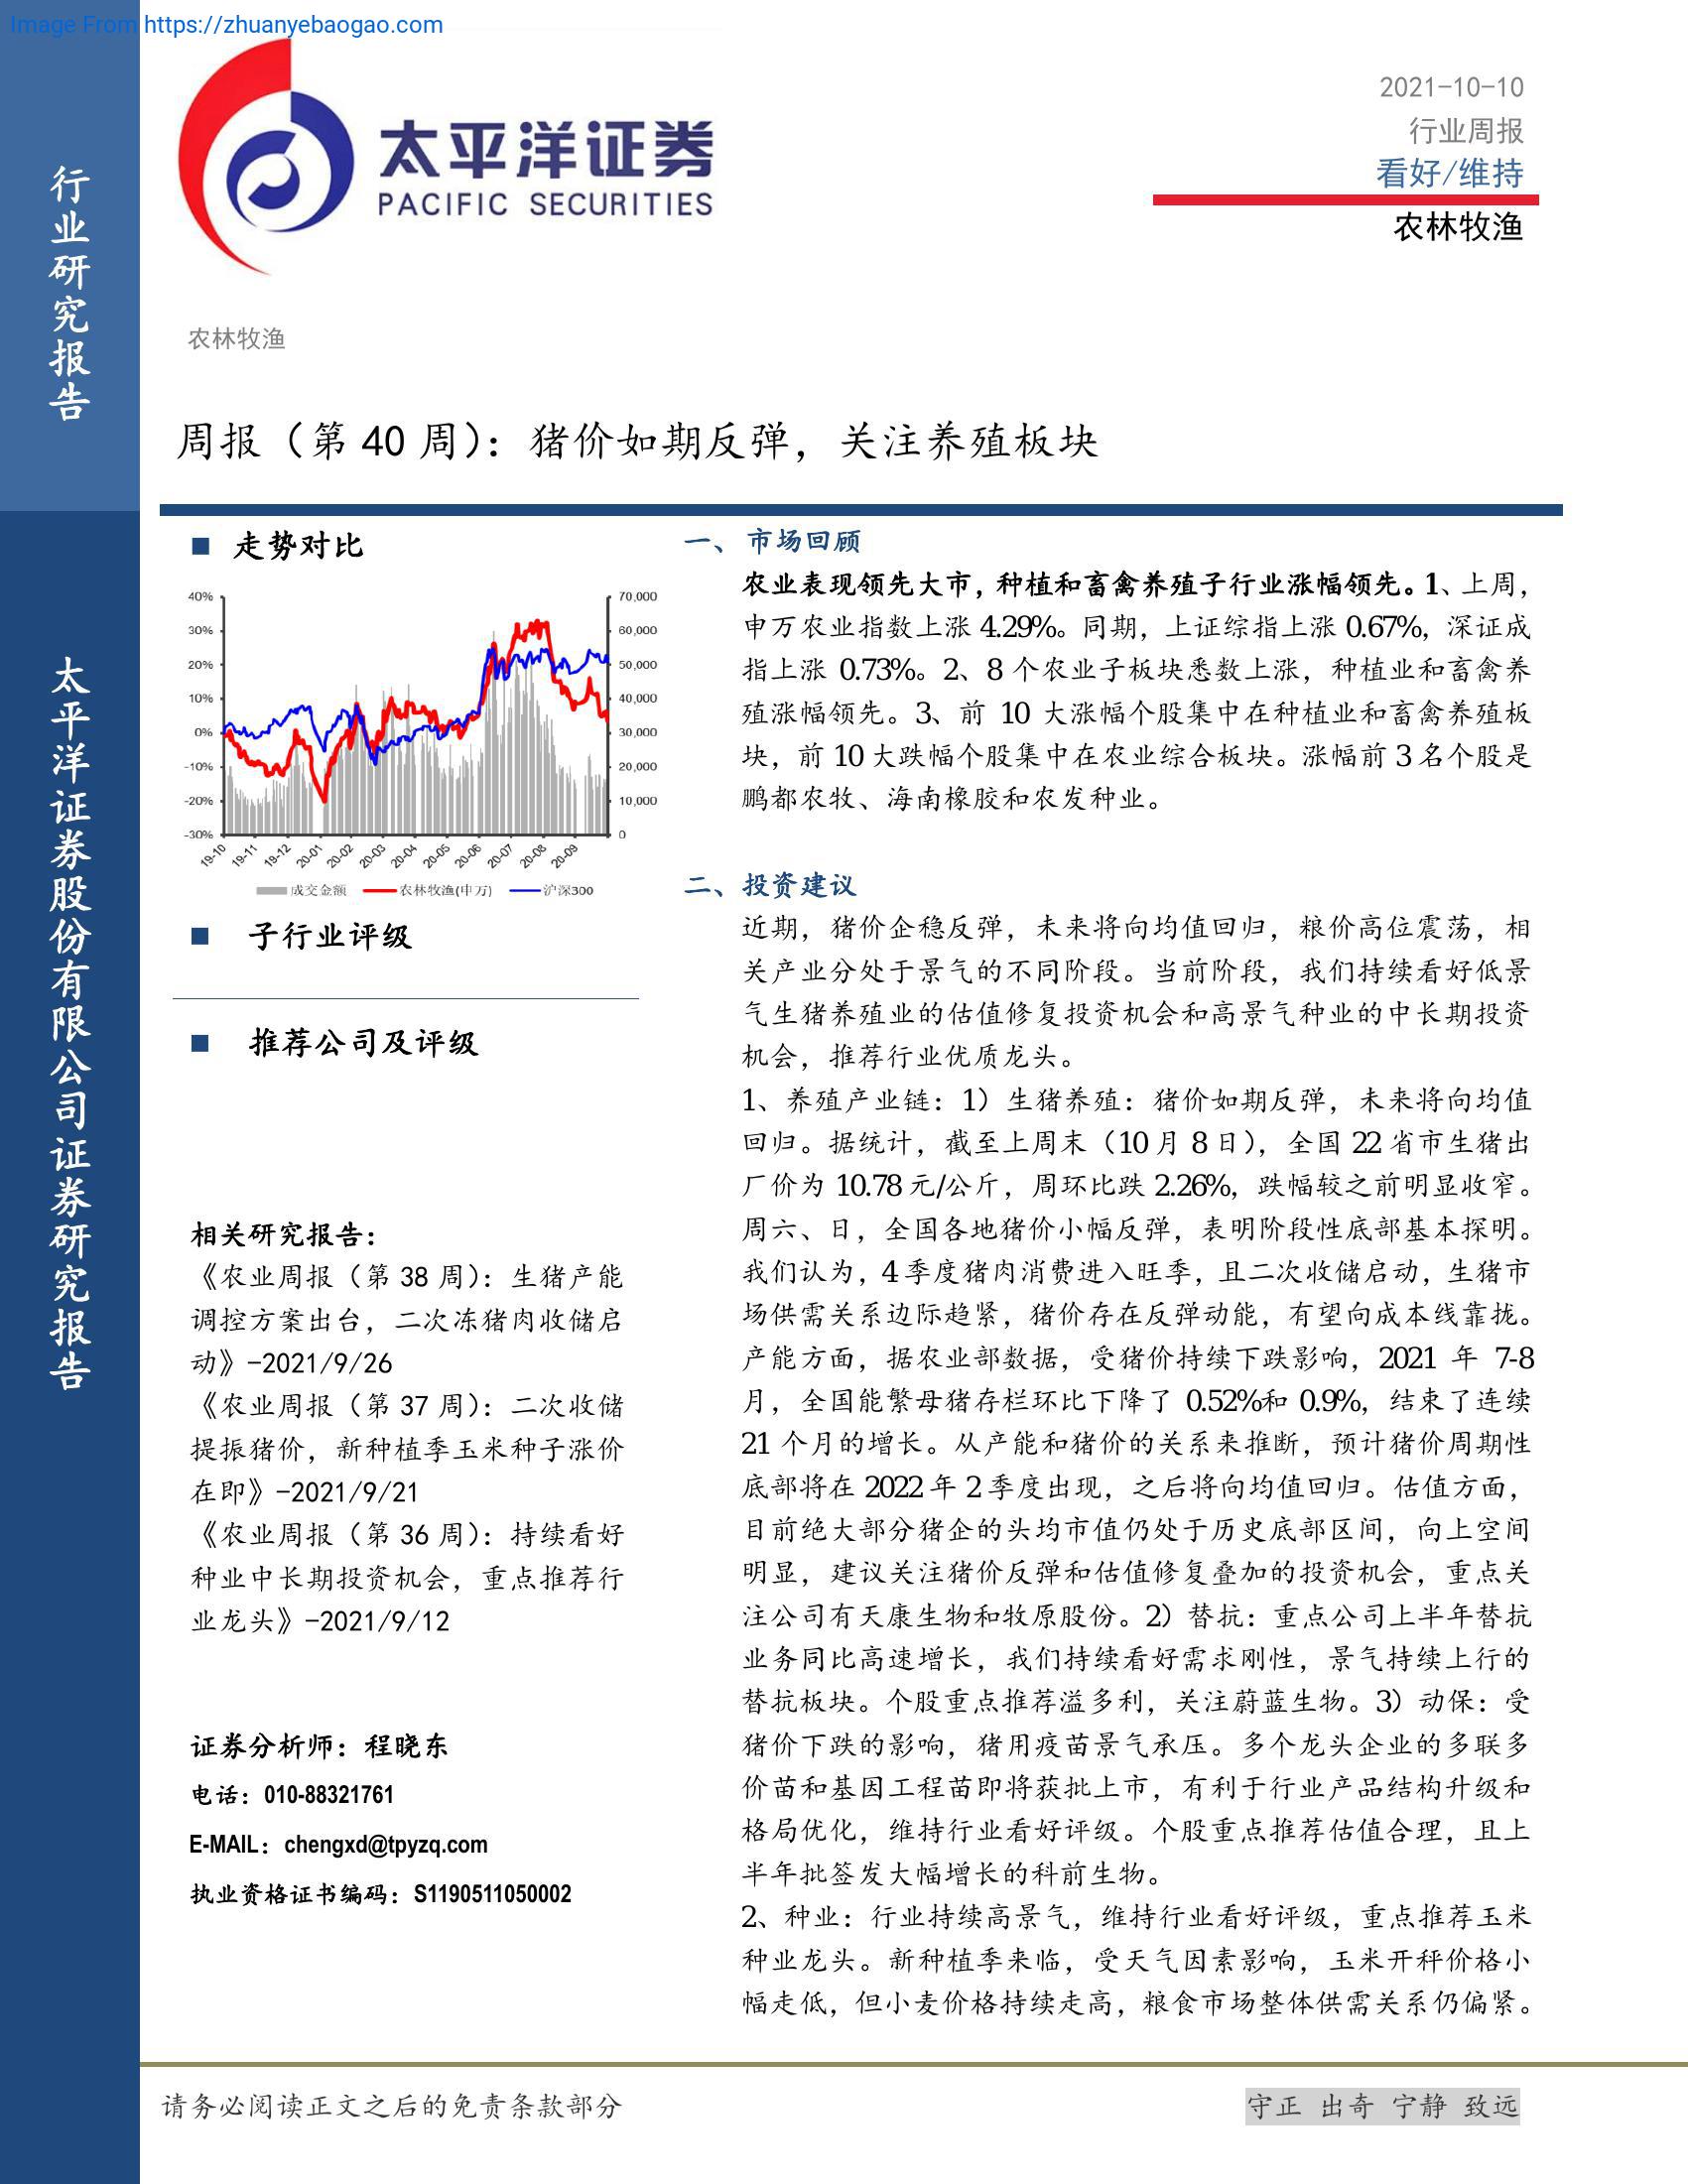 Image From https://zhuanyebaogao.com
行业研究报告
太平洋证券股份有限公司证券研究报告
太平洋证券
PACIFIC SECURITIES
2021-10-10
行业周报
看好/维持
农林牧渔
农林牧渔
周报（第 40 周）：猪价如期反弹，关注养殖板块
走势对比
40%
30%
20%
10%
0%
-10%
-20%
-30%
70,000
60,000
50,000
40,000
30,000
20,000
10,000
0
19-10
19-11
19-12
20-01
20-02
20-03
20-04
20-05
20-06
20-07
20-08
20-09
成交金额 农林牧渔(申万) 沪深300
子行业评级
推荐公司及评级
相关研究报告：
《农业周报（第 38 周）：生猪产能
调控方案出台，二次冻猪肉收储启
动》-2021/9/26
《农业周报（第 37 周）：二次收储
提振猪价，新种植季玉米种子涨价
在即》-2021/9/21
《农业周报（第 36 周）：持续看好
种业中长期投资机会，重点推荐行
业龙头》-2021/9/12
证券分析师：程晓东
电话：010-88321761
E-MAIL：chengxd@tpyzq.com
执业资格证书编码：S1190511050002
一、市场回顾
农业表现领先大市，种植和畜禽养殖子行业涨幅领先。1、上周，
申万农业指数上涨 4.29%。同期，上证综指上涨 0.67%，深证成
指上涨 0.73%。2、8 个农业子板块悉数上涨，种植业和畜禽养
殖涨幅领先。3、前 10 大涨幅个股集中在种植业和畜禽养殖板
块，前 10 大跌幅个股集中在农业综合板块。涨幅前 3 名个股是
鹏都农牧、海南橡胶和农发种业。
二、投资建议
近期，猪价企稳反弹，未来将向均值回归，粮价高位震荡，相
关产业分处于景气的不同阶段。当前阶段，我们持续看好低景
气生猪养殖业的估值修复投资机会和高景气种业的中长期投资
机会，推荐行业优质龙头。
1、养殖产业链：1）生猪养殖：猪价如期反弹，未来将向均值
回归。据统计，截至上周末（10 月 8 日），全国 22 省市生猪出
厂价为 10.78 元/公斤，周环比跌 2.26%，跌幅较之前明显收窄。
周六、日，全国各地猪价小幅反弹，表明阶段性底部基本探明。
我们认为，4 季度猪肉消费进入旺季，且二次收储启动，生猪市
场供需关系边际趋紧，猪价存在反弹动能，有望向成本线靠拢。
产能方面，据农业部数据，受猪价持续下跌影响，2021 年 7-8
月，全国能繁母猪存栏环比下降了 0.52%和 0.9%，结束了连续
21 个月的增长。从产能和猪价的关系来推断，预计猪价周期性
底部将在 2022 年 2 季度出现，之后将向均值回归。估值方面，
目前绝大部分猪企的头均市值仍处于历史底部区间，向上空间
明显，建议关注猪价反弹和估值修复叠加的投资机会，重点关
注公司有天康生物和牧原股份。2）替抗：重点公司上半年替抗
业务同比高速增长，我们持续看好需求刚性，景气持续上行的
替抗板块。个股重点推荐溢多利，关注蔚蓝生物。3）动保：受
猪价下跌的影响，猪用疫苗景气承压。多个龙头企业的多联多
价苗和基因工程苗即将获批上市，有利于行业产品结构升级和
格局优化，维持行业看好评级。个股重点推荐估值合理，且上
半年批签发大幅增长的科前生物。
2、种业：行业持续高景气，维持行业看好评级，重点推荐玉米
种业龙头。新种植季来临，受天气因素影响，玉米开秤价格小
幅走低，但小麦价格持续走高，粮食市场整体供需关系仍偏紧。
请务必阅读正文之后的免责条款部分
守正 出奇 宁静 致远